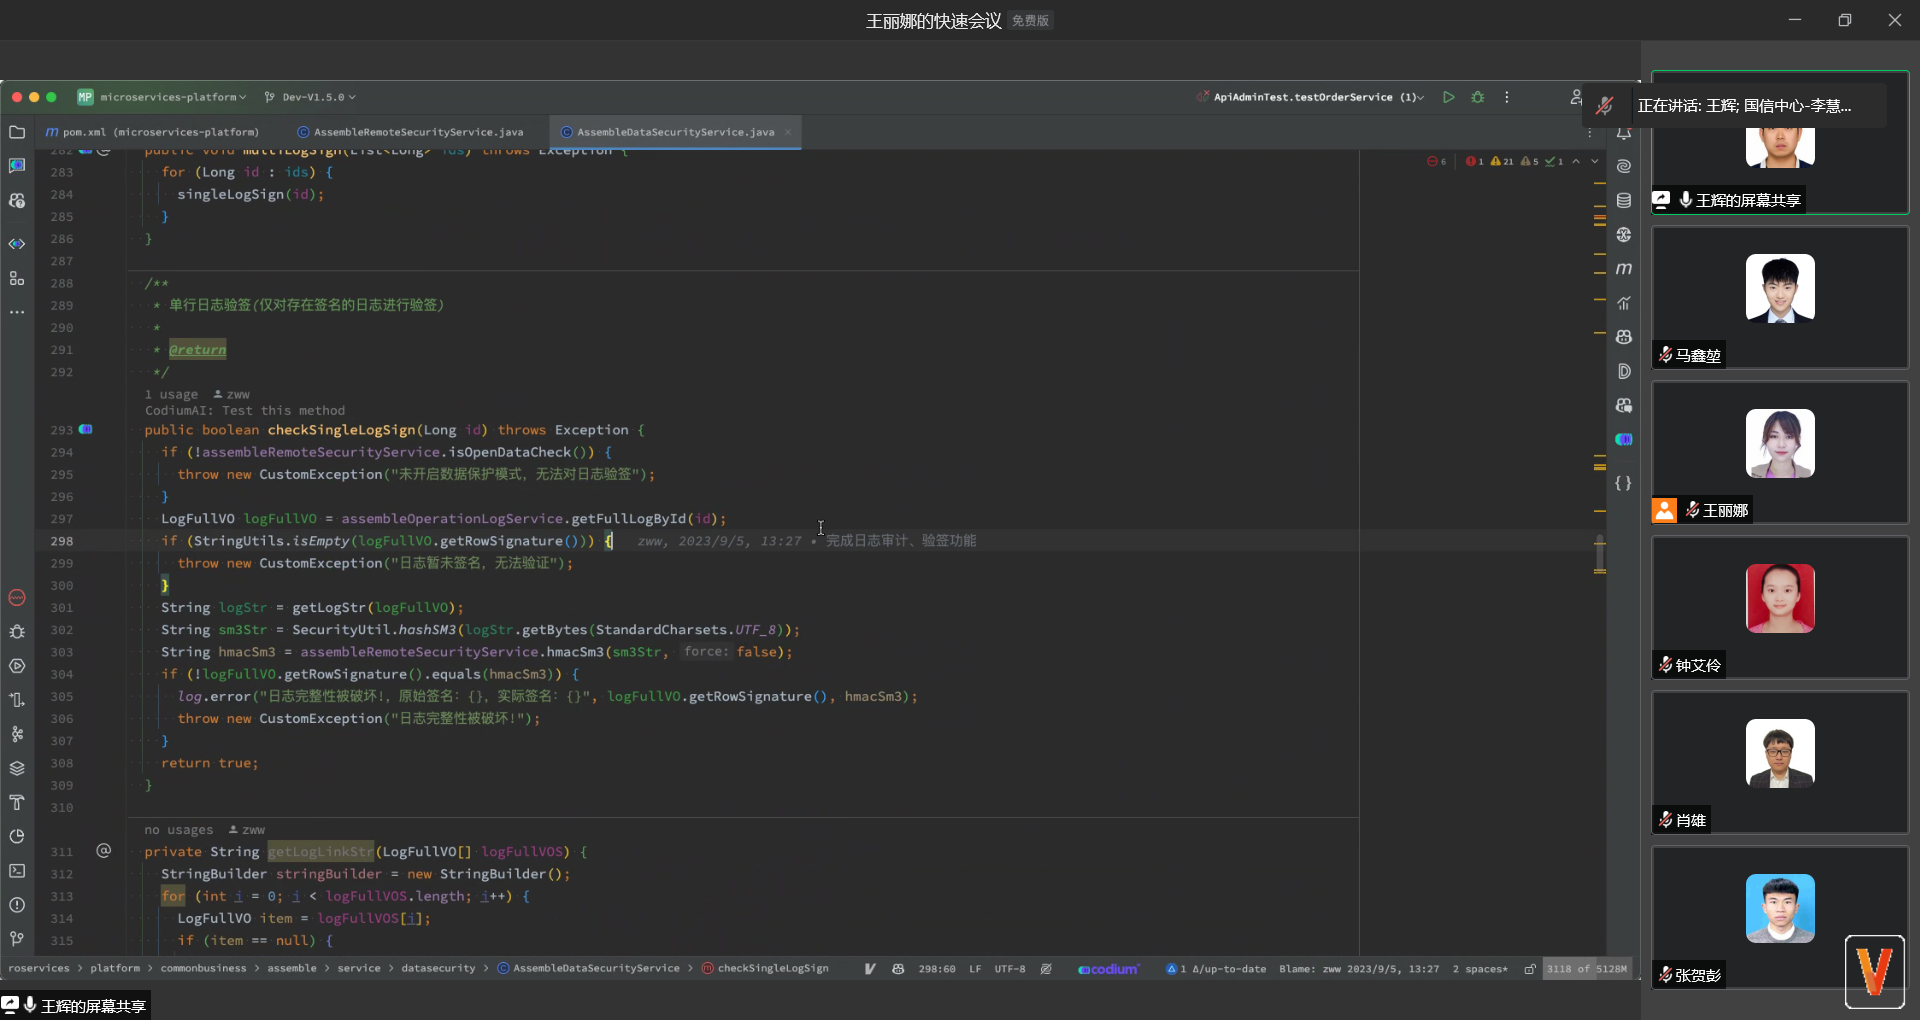 王丽娜的快速会议 免费版
MP microservices-platform Dev-V1.5.0
ApiAdminTest.testOrderService (1)
正在讲话: 王辉; 国信中心-李慧...
m pom.xml (microservices-platform) AssembleRemoteSecurityService.java AssembleDataSecurityService.java
6 1 21 5 1
282 public void multiLogSign(List<Long> ids) throws Exception {
283 for (Long id : ids) {
284 singleLogSign(id);
285 }
286 }
287
288 /**
289 * 单行日志验签(仅对存在签名的日志进行验签)
290 *
291 * @return
292 */
1 usage zww
CodiumAI: Test this method
293 public boolean checkSingleLogSign(Long id) throws Exception {
294 if (!assembleRemoteSecurityService.isOpenDataCheck()) {
295 throw new CustomException("未开启数据保护模式，无法对日志验签");
296 }
297 LogFullVO logFullVO = assembleOperationLogService.getFullLogById(id);
298 if (StringUtils.isEmpty(logFullVO.getRowSignature())) { zww, 2023/9/5, 13:27 • 完成日志审计、验签功能
299 throw new CustomException("日志暂未签名，无法验证");
300 }
301 String logStr = getLogStr(logFullVO);
302 String sm3Str = SecurityUtil.hashSM3(logStr.getBytes(StandardCharsets.UTF_8));
303 String hmacSm3 = assembleRemoteSecurityService.hmacSm3(sm3Str, force: false);
304 if (!logFullVO.getRowSignature().equals(hmacSm3)) {
305 log.error("日志完整性被破坏!，原始签名: {}，实际签名: {}", logFullVO.getRowSignature(), hmacSm3);
306 throw new CustomException("日志完整性被破坏!");
307 }
308 return true;
309 }
310
no usages zww
311 private String getLogLinkStr(LogFullVO[] logFullVOS) {
312 StringBuilder stringBuilder = new StringBuilder();
313 for (int i = 0; i < logFullVOS.length; i++) {
314 LogFullVO item = logFullVOS[i];
315 if (item == null) {
roservices > platform > commonbusiness > assemble > service > datasecurity > AssembleDataSecurityService > checkSingleLogSign
298:60 LF UTF-8 codium 1 Δ/up-to-date Blame: zww 2023/9/5, 13:27 2 spaces* 3118 of 5128M
王辉的屏幕共享
王辉的屏幕共享
马鑫堃
王丽娜
钟艾伶
肖雄
张贺彭